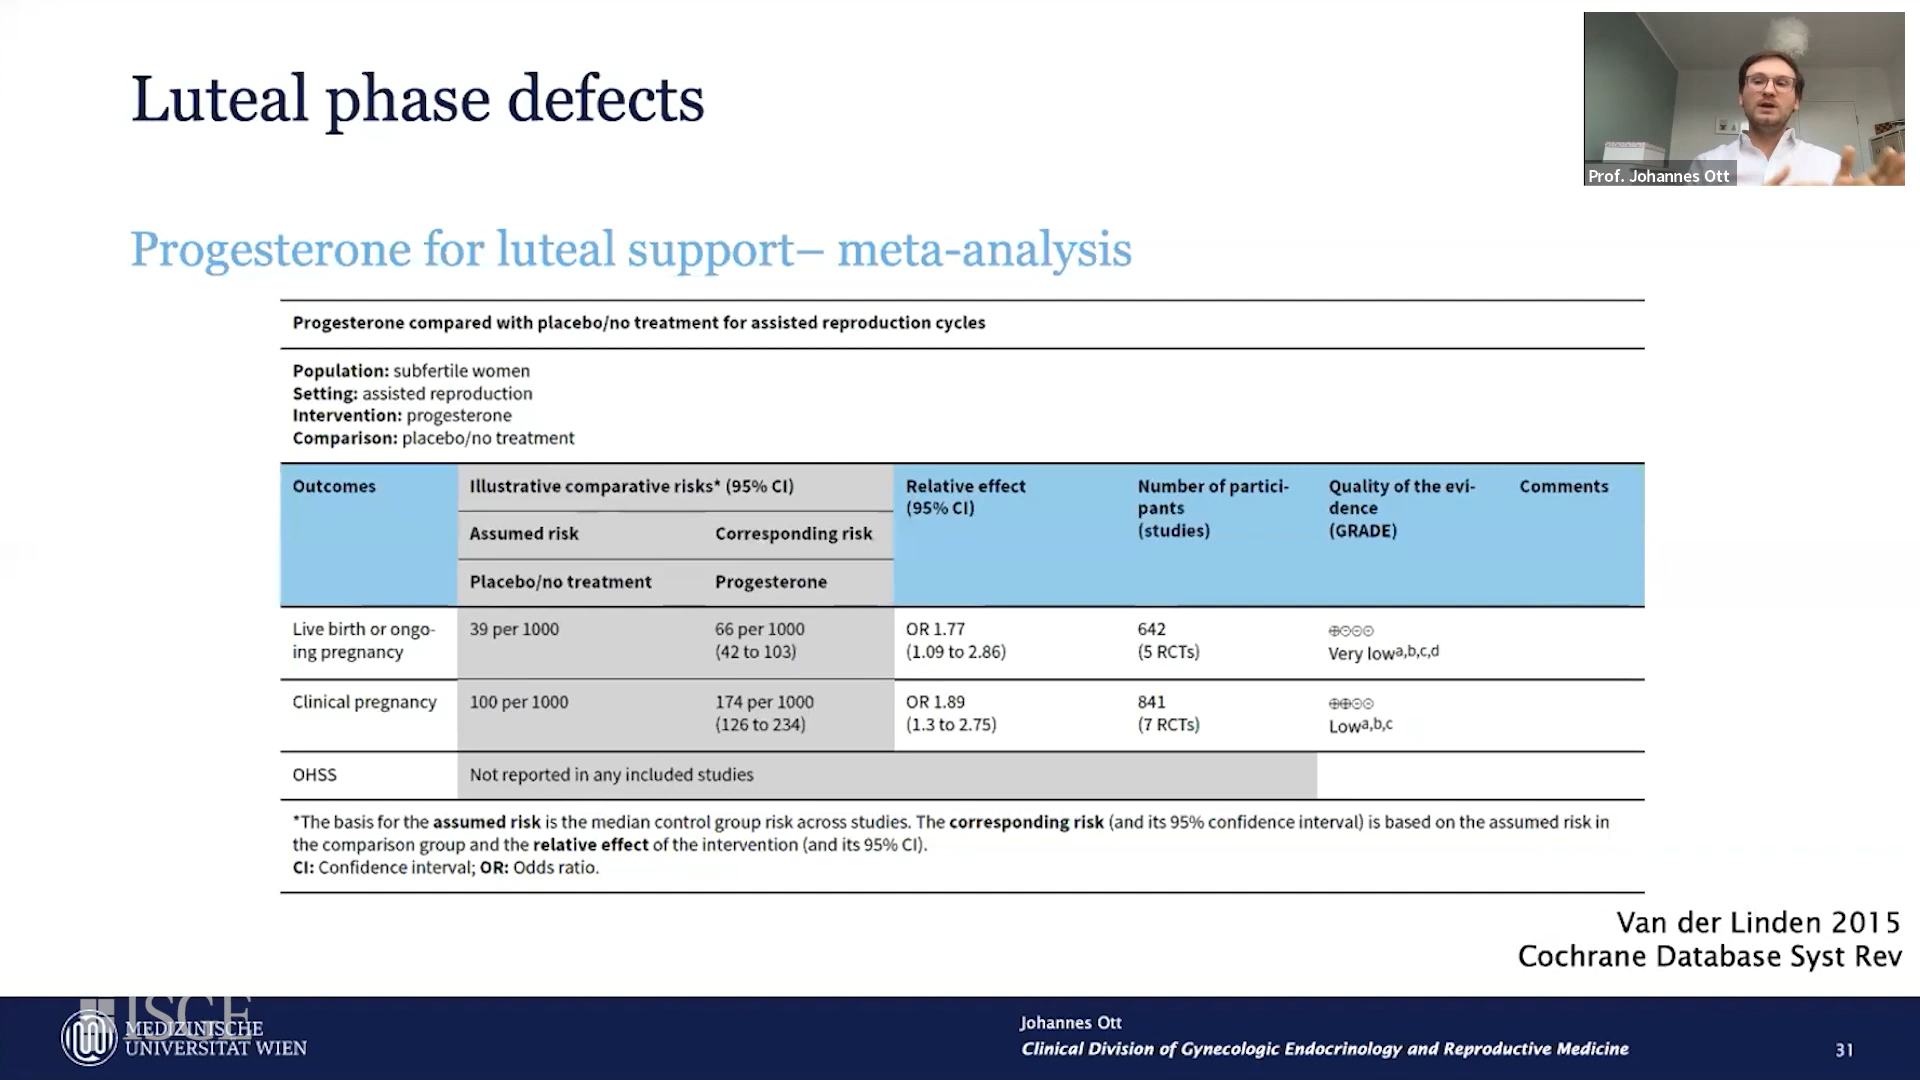 Luteal phase defects
Prof. Johannes Ott
Progesterone for luteal support– meta-analysis
Progesterone compared with placebo/no treatment for assisted reproduction cycles
Population: subfertile women
Setting: assisted reproduction
Intervention: progesterone
Comparison: placebo/no treatment
Outcomes
Illustrative comparative risks* (95% CI)
Assumed risk
Corresponding risk
Placebo/no treatment
Progesterone
Relative effect
(95% CI)
Number of partici-
pants
(studies)
Quality of the evi-
dence
(GRADE)
Comments
Live birth or ongo-
ing pregnancy
39 per 1000
66 per 1000
(42 to 103)
OR 1.77
(1.09 to 2.86)
642
(5 RCTs)
⊕⊝⊝⊝
Very low a,b,c,d
Clinical pregnancy
100 per 1000
174 per 1000
(126 to 234)
OR 1.89
(1.3 to 2.75)
841
(7 RCTs)
⊕⊕⊝⊝
Low a,b,c
OHSS
Not reported in any included studies
*The basis for the assumed risk is the median control group risk across studies. The corresponding risk (and its 95% confidence interval) is based on the assumed risk in
the comparison group and the relative effect of the intervention (and its 95% CI).
CI: Confidence interval; OR: Odds ratio.
Van der Linden 2015
Cochrane Database Syst Rev
ISGE
MEDIZINISCHE
UNIVERSITÄT WIEN
Johannes Ott
Clinical Division of Gynecologic Endocrinology and Reproductive Medicine
31